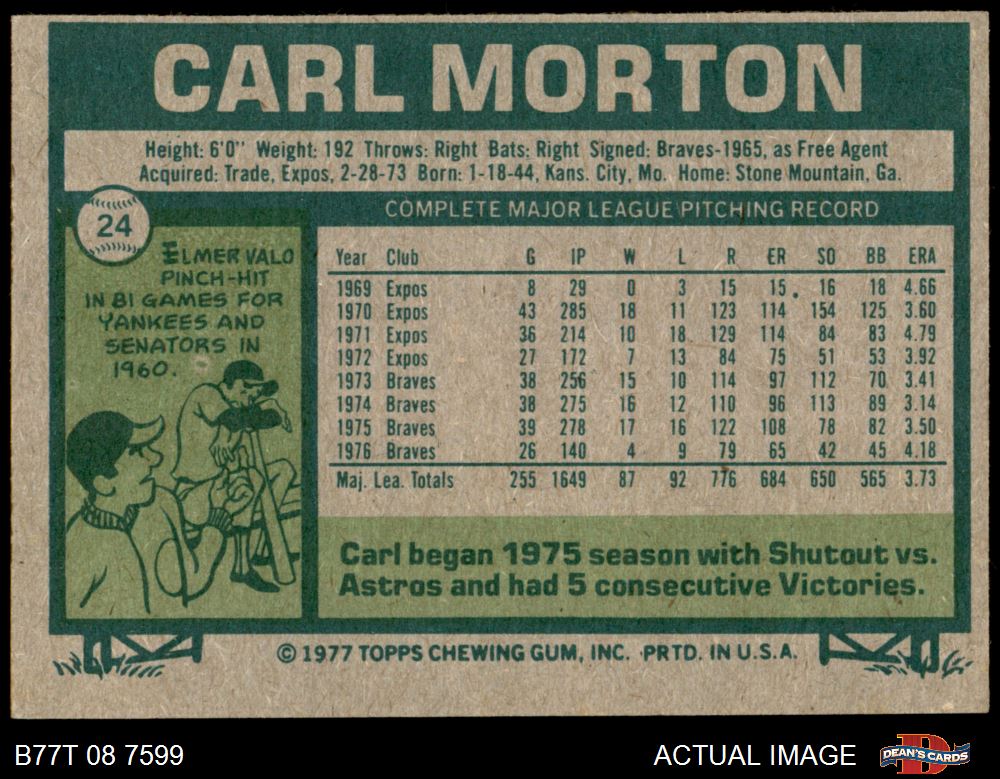 CARL MORTON
Height: 6'0" Weight: 192 Throws: Right Bats: Right Signed: Braves-1965, as Free Agent
Acquired: Trade, Expos, 2-28-73 Born: 1-18-44, Kans. City, Mo. Home: Stone Mountain, Ga.
24
ELMER VALO
PINCH-HIT
IN 81 GAMES FOR
YANKEES AND
SENATORS IN
1960.
COMPLETE MAJOR LEAGUE PITCHING RECORD
Year Club G IP W L R ER SO BB ERA
1969 Expos 8 29 0 3 15 15 16 18 4.66
1970 Expos 43 285 18 11 123 114 154 125 3.60
1971 Expos 36 214 10 18 129 114 84 83 4.79
1972 Expos 27 172 7 13 84 75 51 53 3.92
1973 Braves 38 256 15 10 114 97 112 70 3.41
1974 Braves 38 275 16 12 110 96 113 89 3.14
1975 Braves 39 278 17 16 122 108 78 82 3.50
1976 Braves 26 140 4 9 79 65 42 45 4.18
Maj. Lea. Totals 255 1649 87 92 776 684 650 565 3.73
Carl began 1975 season with Shutout vs.
Astros and had 5 consecutive Victories.
© 1977 TOPPS CHEWING GUM, INC. PRTD. IN U.S.A.
B77T 08 7599
ACTUAL IMAGE
DEAN'S CARDS